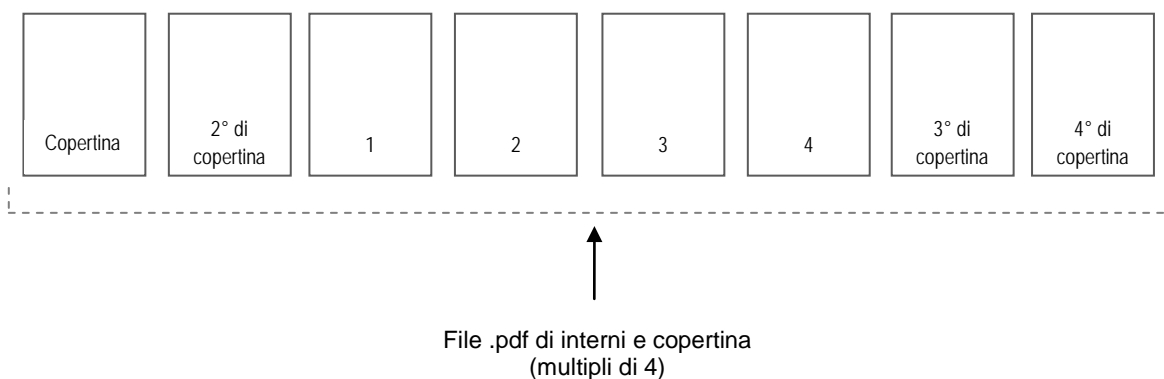 Copertina
2° di
copertina
1
2
3
4
3° di
copertina
4° di
copertina
File .pdf di interni e copertina
(multipli di 4)